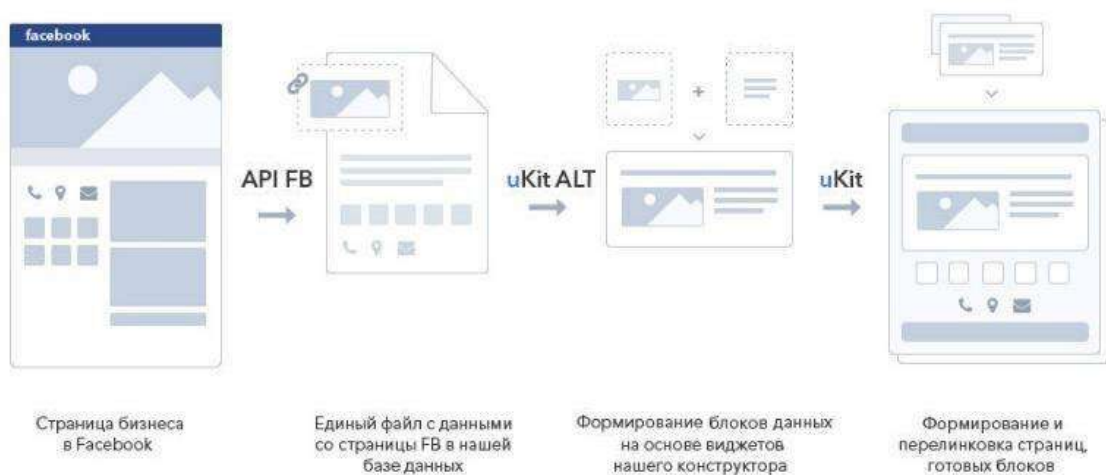 facebook
API FB
uKit ALT
uKit
Страница бизнеса
в Facebook
Единый файл с данными
со страницы FB в нашей
базе данных
Формирование блоков данных
на основе виджетов
нашего конструктора
Формирование и
перелинковка страниц,
готовых блоков